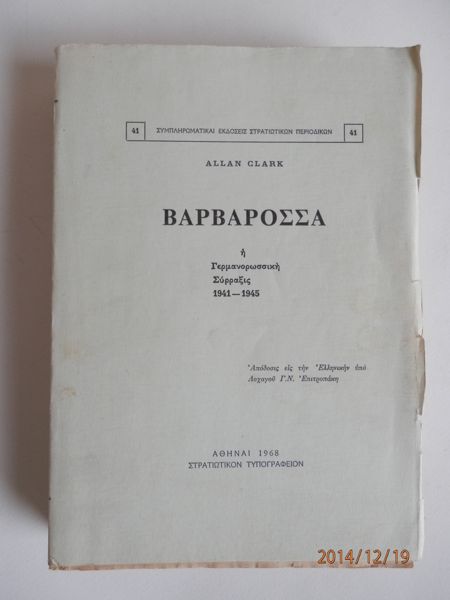 41 ΣΥΜΠΛΗΡΩΜΑΤΙΚΑΙ ΕΚΔΟΣΕΙΣ ΣΤΡΑΤΙΩΤΙΚΩΝ ΠΕΡΙΟΔΙΚΩΝ 41
ALLAN CLARK
ΒΑΡΒΑΡΟΣΣΑ
ἡ
Γερμανορωσσικὴ
Σύρραξις
1941 — 1945
Ἀπόδοσις εἰς τὴν Ἑλληνικὴν ὑπὸ
Λοχαγοῦ Γ.Ν. Ἐπιτροπάκη
ΑΘΗΝΑΙ 1968
ΣΤΡΑΤΙΩΤΙΚΟΝ ΤΥΠΟΓΡΑΦΕΙΟΝ
2014/12/19